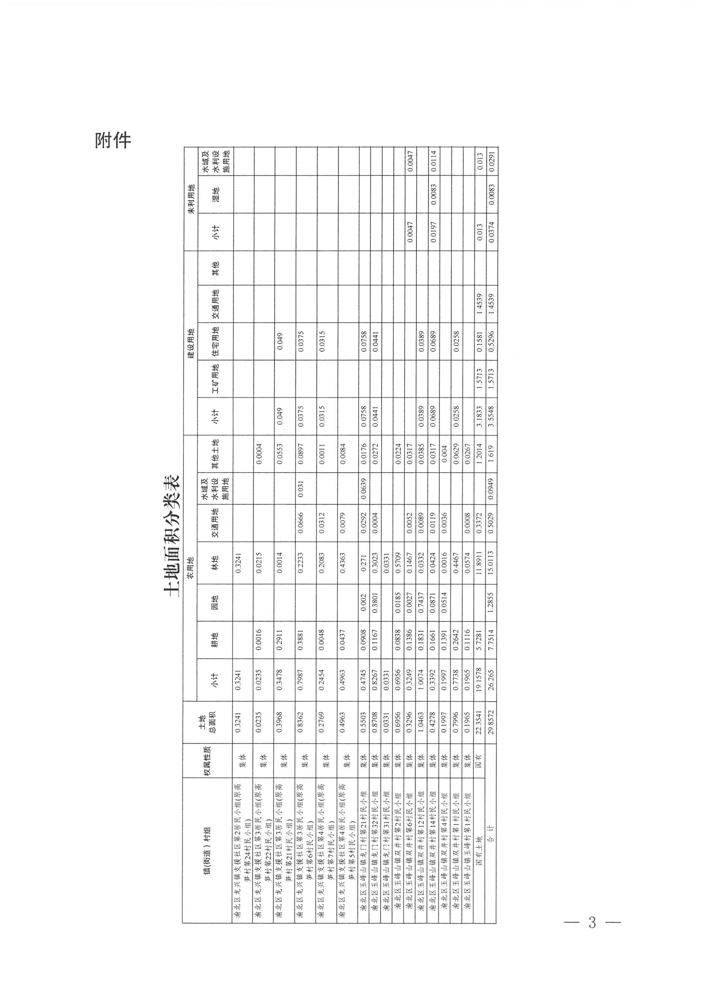 附件
土地面积分类表
镇(街道)村组 权属性质 土地总面积 农用地 建设用地 未利用地
小计 耕地 园地 林地 交通用地 水域及水利设施用地 其他土地 小计 工矿用地 住宅用地 交通用地 其他 小计 湿地 水域及水利设施用地
渝北区龙兴镇支援社区第2居民小组(原高笋村第24村民小组) 集体 0.3241 0.3241 0.3241
渝北区龙兴镇支援社区第3居民小组(原高笋村第22村民小组) 集体 0.0235 0.0235 0.0016 0.0215 0.0004
渝北区龙兴镇支援社区第3居民小组(原高笋村第21村民小组) 集体 0.3968 0.3478 0.2911 0.0014 0.0553 0.049 0.049
渝北区龙兴镇支援社区第3居民小组(原高笋村第6村民小组) 集体 0.8362 0.7987 0.3881 0.2233 0.0666 0.031 0.0897 0.0375 0.0375
渝北区龙兴镇支援社区第4居民小组(原高笋村第7村民小组) 集体 0.2769 0.2454 0.0048 0.2083 0.0312 0.0011 0.0315 0.0315
渝北区龙兴镇支援社区第4居民小组(原高笋村第5村民小组) 集体 0.4963 0.4963 0.0437 0.4363 0.0079 0.0084
渝北区玉峰山镇龙门村第21村民小组 集体 0.5503 0.4745 0.0908 0.002 0.271 0.0292 0.0639 0.0176 0.0758 0.0758
渝北区玉峰山镇龙门村第32村民小组 集体 0.8708 0.8267 0.1167 0.3801 0.3023 0.0004 0.0272 0.0441 0.0441
渝北区玉峰山镇龙门村第31村民小组 集体 0.0331 0.0331 0.0331
渝北区玉峰山镇双井村第2村民小组 集体 0.6956 0.6956 0.0838 0.0185 0.5709 0.0224
渝北区玉峰山镇双井村第6村民小组 集体 0.3296 0.3249 0.1386 0.0027 0.1467 0.0052 0.0317 0.0047 0.0047
渝北区玉峰山镇双井村第12村民小组 集体 1.0463 1.0074 0.1831 0.7437 0.0332 0.0089 0.0385 0.0389 0.0389
渝北区玉峰山镇双井村第14村民小组 集体 0.4278 0.3392 0.1661 0.0871 0.0424 0.0119 0.0317 0.0689 0.0689 0.0197 0.0083 0.0114
渝北区玉峰山镇双井村第4村民小组 集体 0.1997 0.1997 0.1391 0.0514 0.0016 0.0036 0.004
渝北区玉峰山镇双井村第1村民小组 集体 0.7996 0.7738 0.2642 0.4467 0.0629 0.0258 0.0258
渝北区玉峰山镇玉峰村第1村民小组 集体 0.1965 0.1965 0.1116 0.0574 0.0008 0.0267
国有土地 国有 22.3541 19.1578 5.7281 11.8911 0.3372 1.2014 3.1833 1.5713 0.1581 1.4539 0.013 0.013
合计 29.8572 26.265 7.7514 1.2855 15.0113 0.5029 0.0949 1.619 3.5548 1.5713 0.5296 1.4539 0.0374 0.0083 0.0291
— 3 —